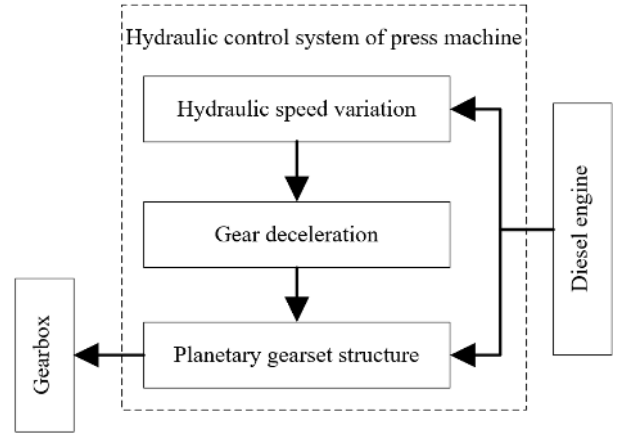 Hydraulic control system of press machine
Hydraulic speed variation
Gear deceleration
Planetary gearset structure
Diesel engine
Gearbox